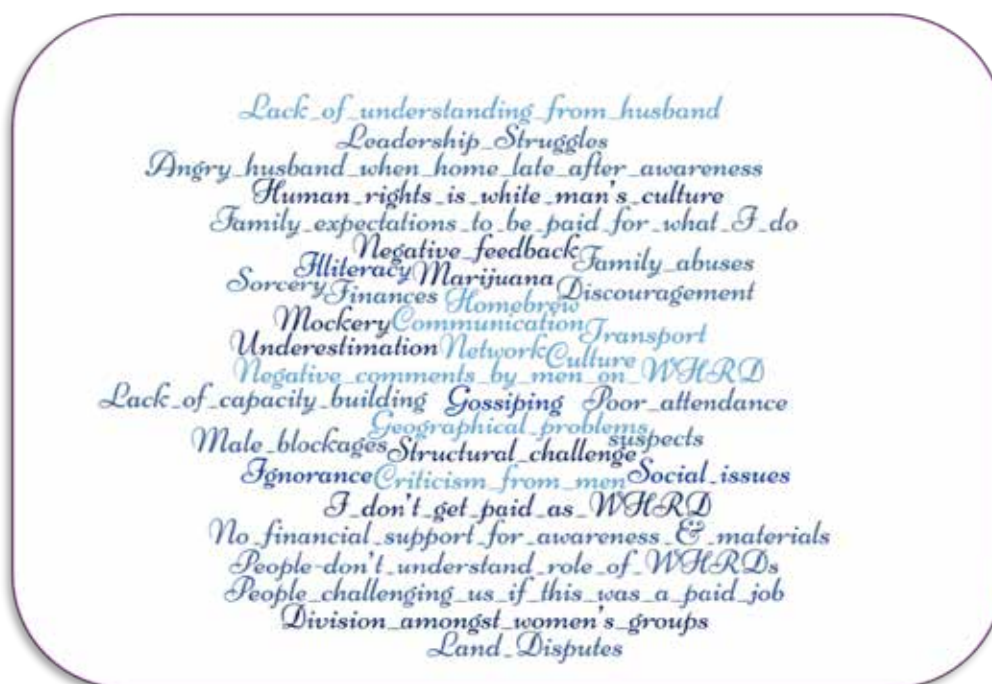 Lack_of_understanding_from_husband
Leadership_Struggles
Angry_husband_when_home_late_after_awareness
Human_rights_is_white_man's_culture
Family_expectations_to_be_paid_for_what_I_do
Negative_feedback Family_abuses
Illiteracy Marijuana
Sorcery Finances Homebrew Discouragement
Mockery Communication Transport
Underestimation Network Culture
Negative_comments_by_men_on_WHRD
Lack_of_capacity_building Gossiping Poor_attendance
Geographical_problems
Male_blockages Structural_challenge suspects
Ignorance Criticism_from_men Social_issues
I_don't_get_paid_as_WHRD
No_financial_support_for_awareness_&_materials
People-don't_understand_role_of_WHRDs
People_challenging_us_if_this_was_a_paid_job
Division_amongst_women's_groups
Land_Disputes